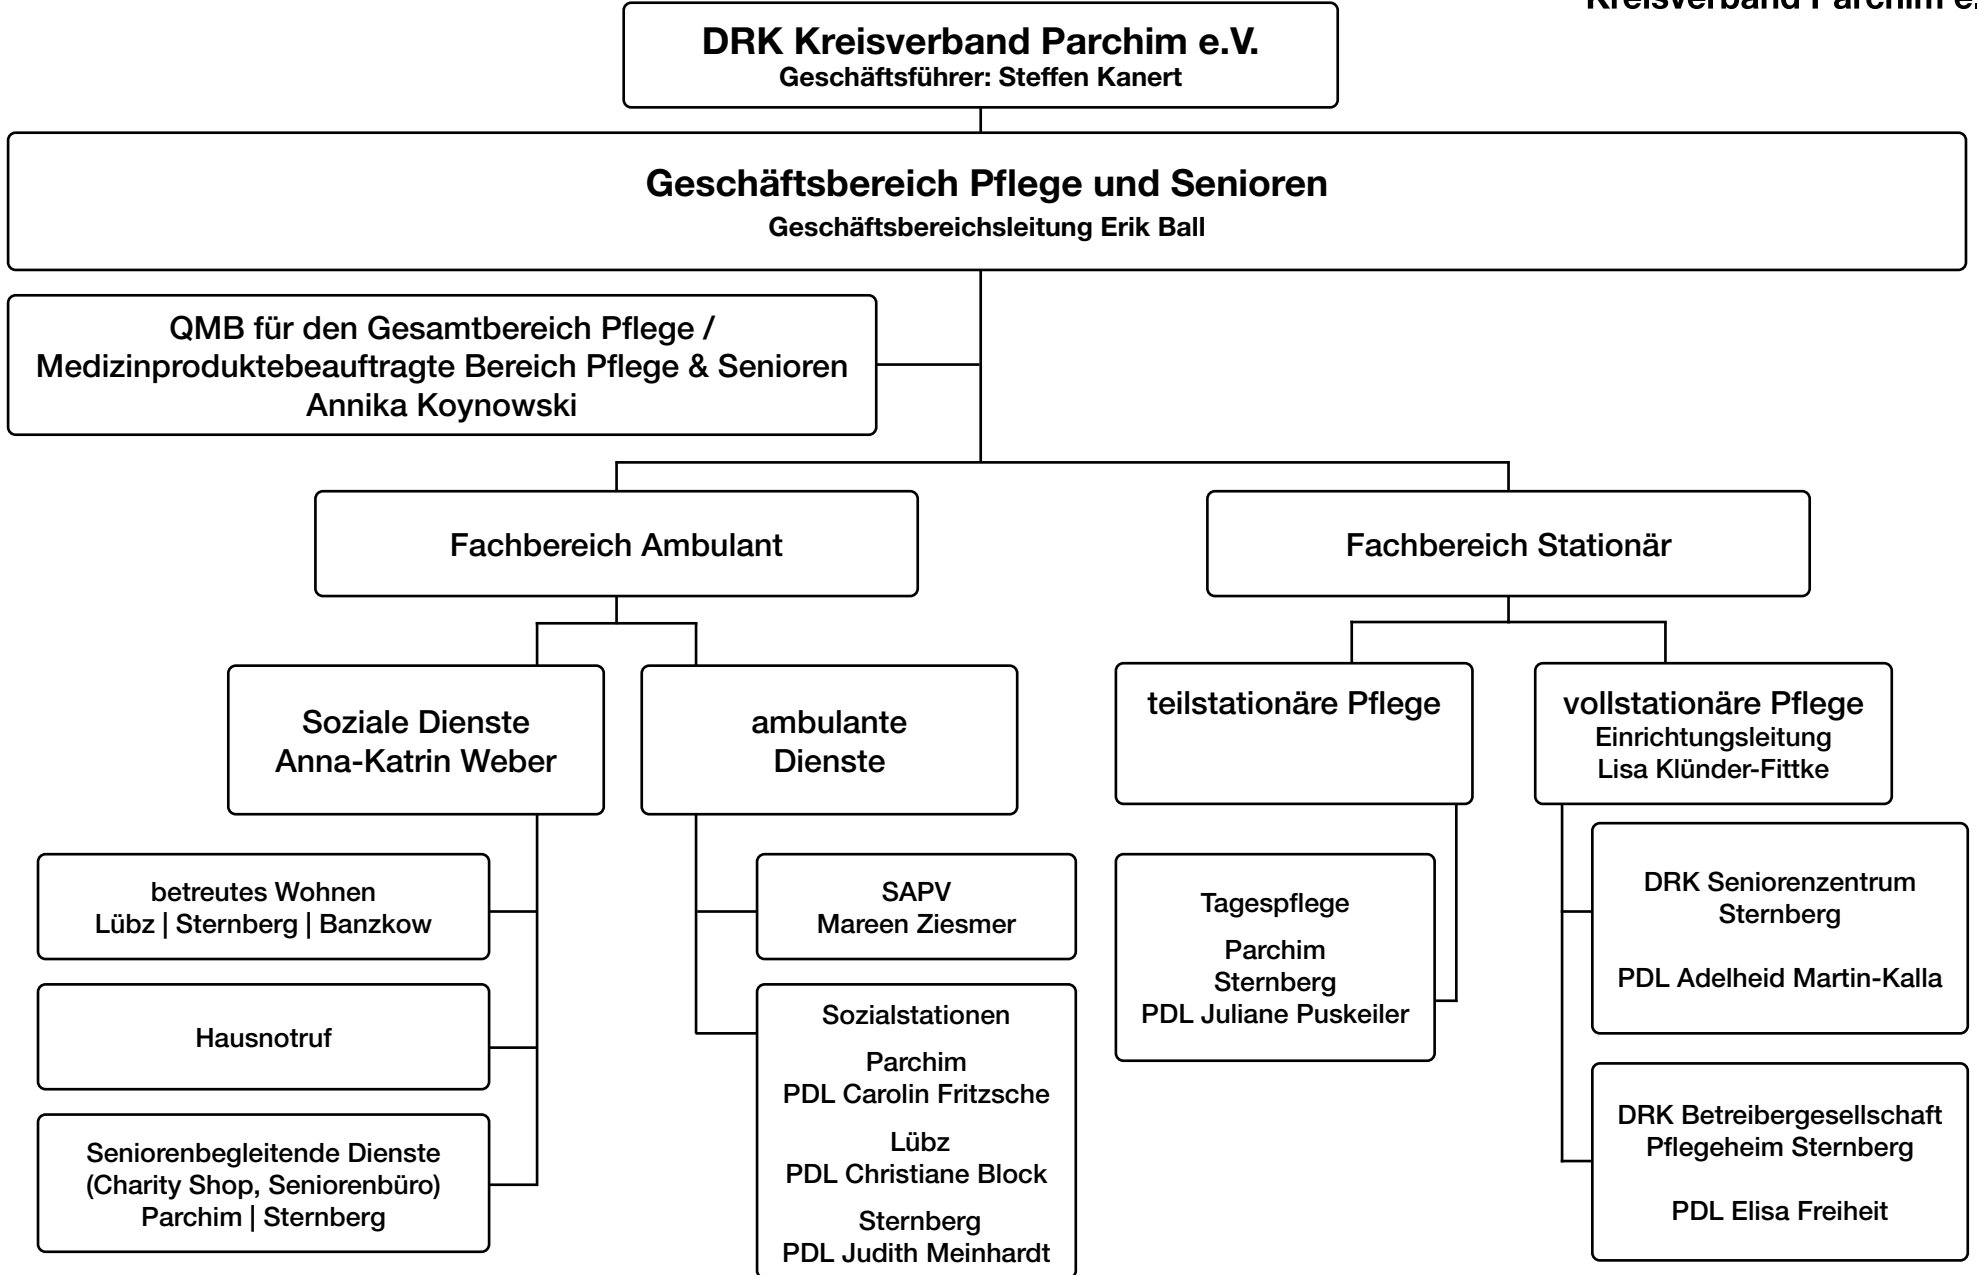 Kreisverband Parchim e.
DRK Kreisverband Parchim e.V.
Geschäftsführer: Steffen Kanert
Geschäftsbereich Pflege und Senioren
Geschäftsbereichsleitung Erik Ball
QMB für den Gesamtbereich Pflege /
Medizinproduktebeauftragte Bereich Pflege & Senioren
Annika Koynowski
Fachbereich Ambulant
Fachbereich Stationär
Soziale Dienste
Anna-Katrin Weber
ambulante
Dienste
teilstationäre Pflege
vollstationäre Pflege
Einrichtungsleitung
Lisa Klünder-Fittke
betreutes Wohnen
Lübz | Sternberg | Banzkow
Hausnotruf
Seniorenbegleitende Dienste
(Charity Shop, Seniorenbüro)
Parchim | Sternberg
SAPV
Mareen Ziesmer
Sozialstationen
Parchim
PDL Carolin Fritzsche
Lübz
PDL Christiane Block
Sternberg
PDL Judith Meinhardt
Tagespflege
Parchim
Sternberg
PDL Juliane Puskeiler
DRK Seniorenzentrum
Sternberg
PDL Adelheid Martin-Kalla
DRK Betreibergesellschaft
Pflegeheim Sternberg
PDL Elisa Freiheit